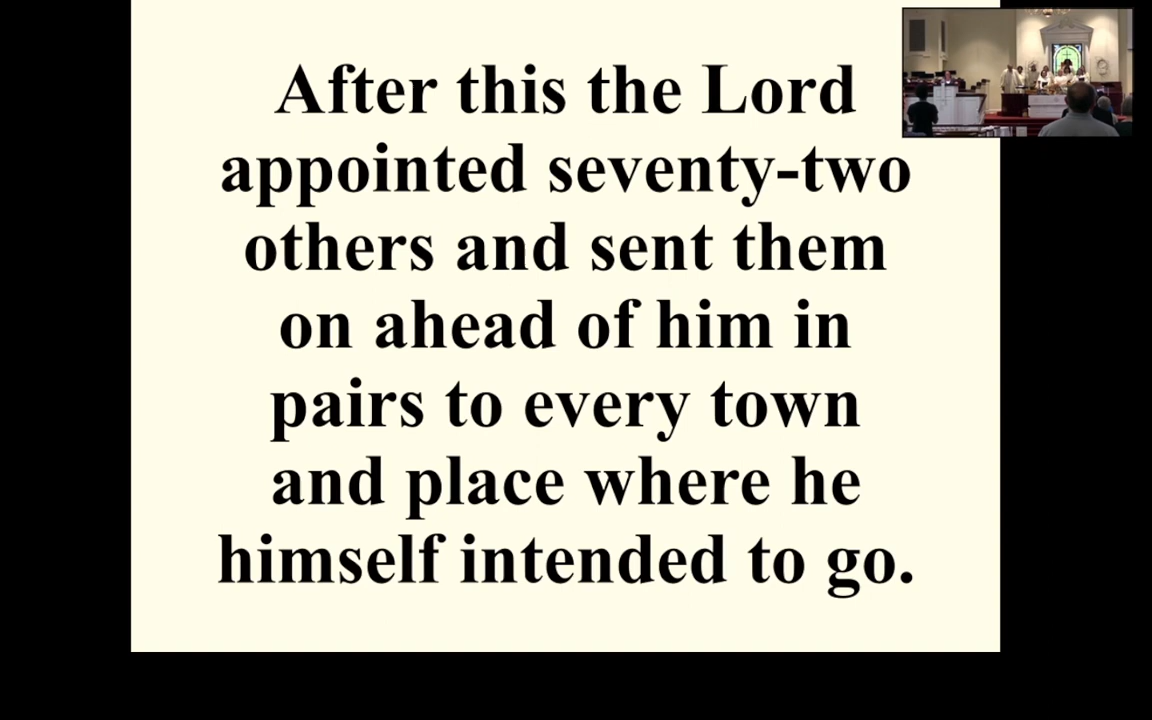 After this the Lord
appointed seventy-two
others and sent them
on ahead of him in
pairs to every town
and place where he
himself intended to go.